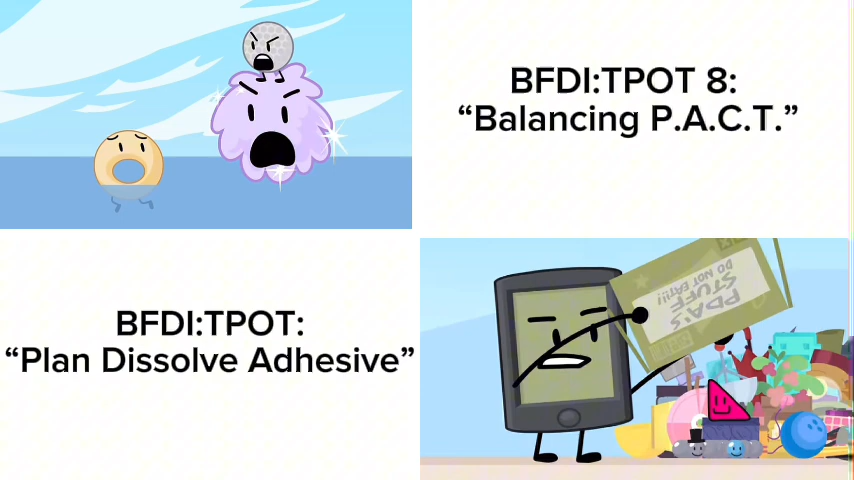 BFDI:TPOT 8:
“Balancing P.A.C.T.”
BFDI:TPOT:
“Plan Dissolve Adhesive”
PDA'S
STUFF
DO NOT EAT!!!